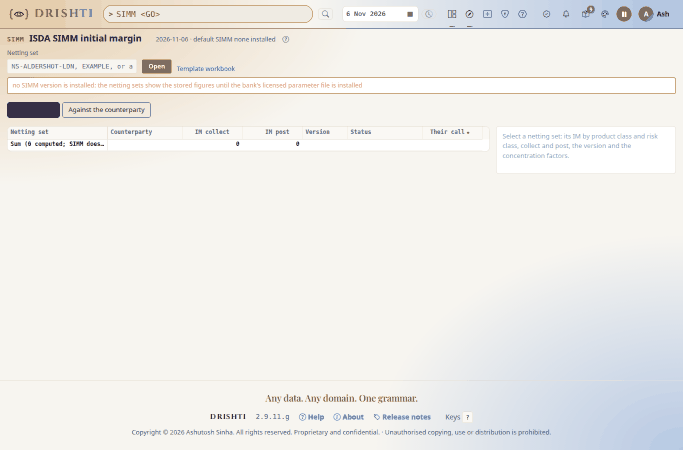 {👁} DRISHTI > SIMM <GO> 6 Nov 2026 5 A Ash
SIMM ISDA SIMM initial margin 2026-11-06 · default SIMM none installed ?
Netting set
NS-ALDERSHOT-LDN, EXAMPLE, or a Open Template workbook
no SIMM version is installed: the netting sets show the stored figures until the bank's licensed parameter file is installed
Against the counterparty
Netting set Counterparty IM collect IM post Version Status Their call
Sum (0 computed; SIMM does… 0 0
Select a netting set: its IM by product class and risk
class, collect and post, the version and the
concentration factors.
Any data. Any domain. One grammar.
DRISHTI 2.9.11.g Help About Release notes Keys ?
Copyright © 2026 Ashutosh Sinha. All rights reserved. Proprietary and confidential. · Unauthorised copying, use or distribution is prohibited.